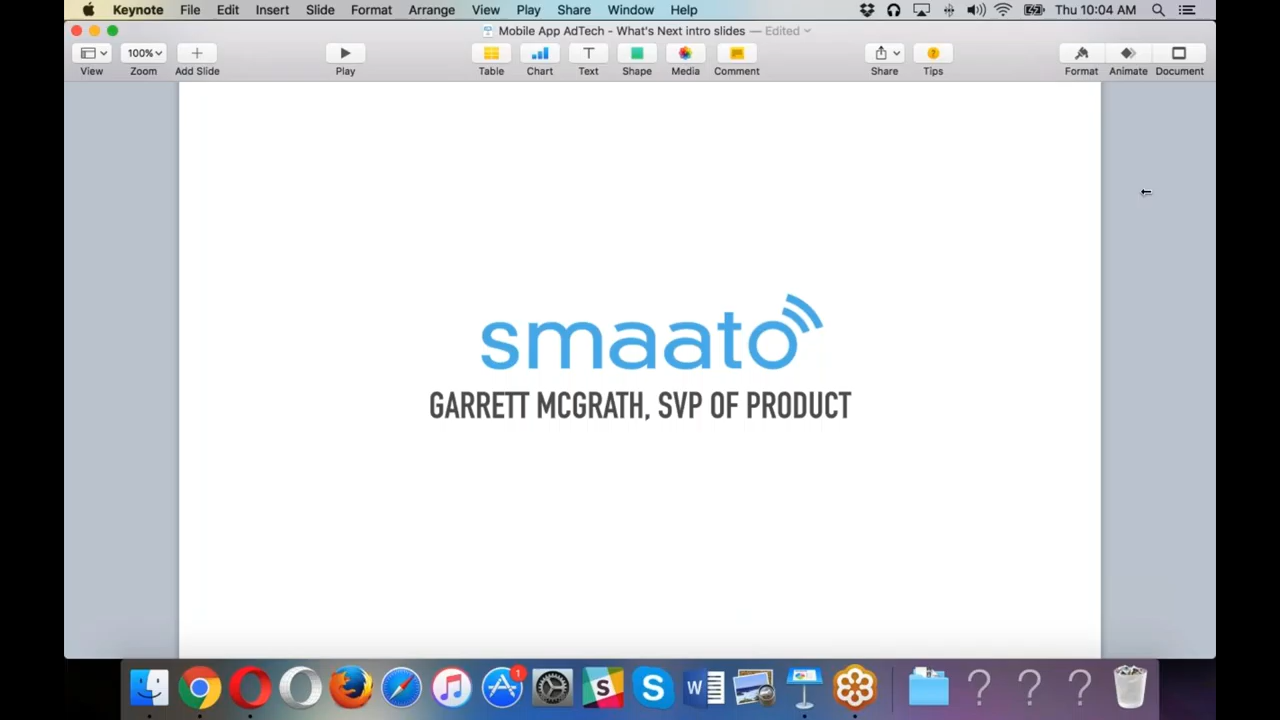 Keynote File Edit Insert Slide Format Arrange View Play Share Window Help Thu 10:04 AM
Mobile App AdTech - What's Next intro slides — Edited
100%
View Zoom Add Slide Play Table Chart Text Shape Media Comment Share Tips Format Animate Document
smaato
GARRETT MCGRATH, SVP OF PRODUCT
1
S S W ? ? ?